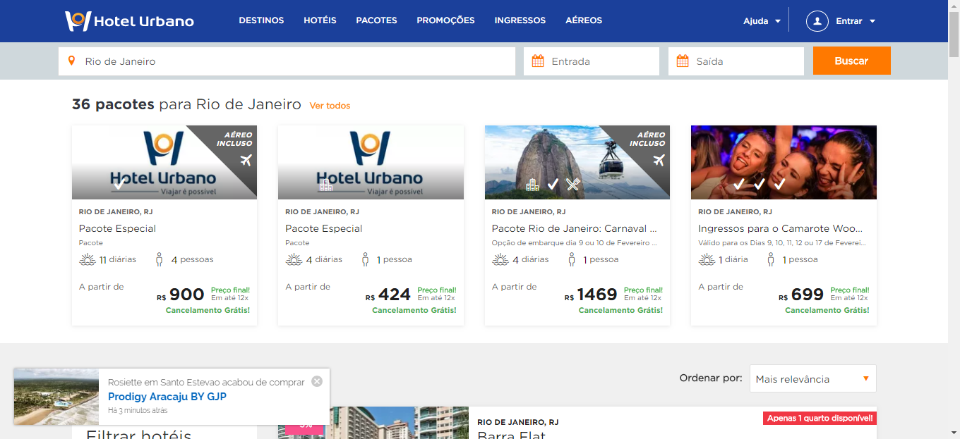 Hotel Urbano
DESTINOS HOTÉIS PACOTES PROMOÇÕES INGRESSOS AÉREOS
Ajuda Entrar
Rio de Janeiro
Entrada
Saída
Buscar
36 pacotes para Rio de Janeiro Ver todos
AÉREO
INCLUSO
Hotel Urbano
Viajar é possível
RIO DE JANEIRO, RJ
Pacote Especial
Pacote
11 diárias 4 pessoas
A partir de
R$ 900 Preço final!
Em até 12x
Cancelamento Grátis!
Hotel Urbano
Viajar é possível
RIO DE JANEIRO, RJ
Pacote Especial
Pacote
4 diárias 1 pessoa
A partir de
R$ 424 Preço final!
Em até 12x
Cancelamento Grátis!
AÉREO
INCLUSO
RIO DE JANEIRO, RJ
Pacote Rio de Janeiro: Carnaval ...
Opção de embarque dia 9 ou 10 de Fevereiro ...
4 diárias 1 pessoa
A partir de
R$ 1469 Preço final!
Em até 12x
Cancelamento Grátis!
RIO DE JANEIRO, RJ
Ingressos para o Camarote Woo...
Válido para os Dias 9, 10, 11, 12 ou 17 de Fevereir...
1 diária 1 pessoa
A partir de
R$ 699 Preço final!
Em até 12x
Cancelamento Grátis!
Ordenar por: Mais relevância
Rosiette em Santo Estevao acabou de comprar
Prodigy Aracaju BY GJP
Há 3 minutos atrás
Filtrar hotéis
RIO DE JANEIRO, RJ
Barra Flat
Apenas 1 quarto disponível!